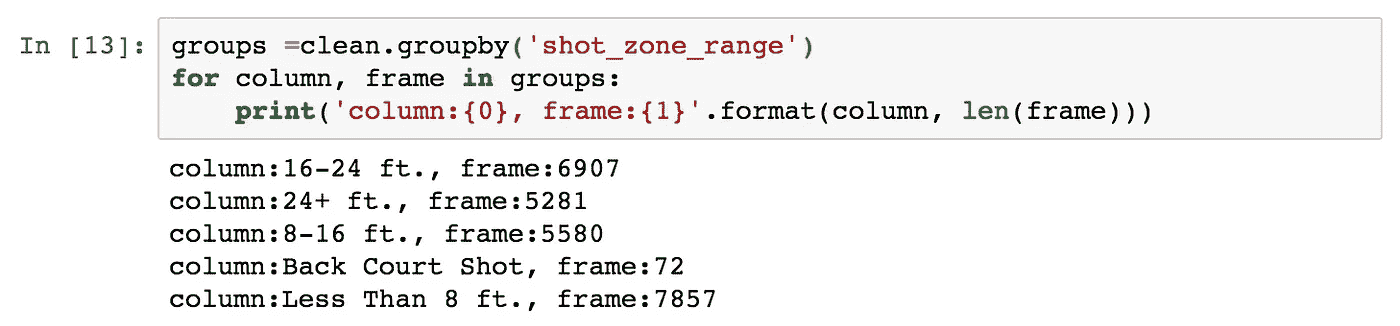 In [13]: groups =clean.groupby('shot_zone_range')
for column, frame in groups:
    print('column:{0}, frame:{1}'.format(column, len(frame)))
column:16-24 ft., frame:6907
column:24+ ft., frame:5281
column:8-16 ft., frame:5580
column:Back Court Shot, frame:72
column:Less Than 8 ft., frame:7857